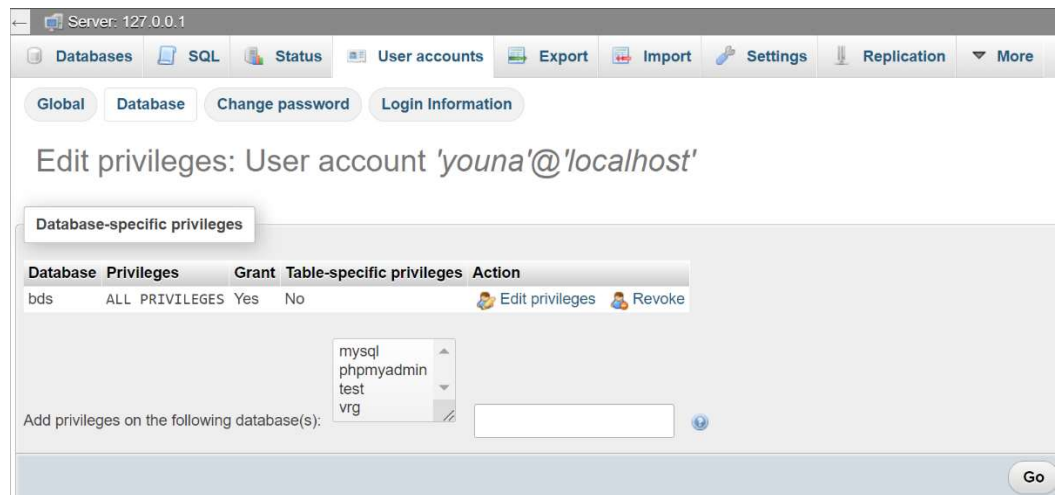 ← Server: 127.0.0.1
Databases SQL Status User accounts Export Import Settings Replication More
Global Database Change password Login Information
Edit privileges: User account 'youna'@'localhost'
Database-specific privileges
Database Privileges Grant Table-specific privileges Action
bds ALL PRIVILEGES Yes No Edit privileges Revoke
mysql
phpmyadmin
test
vrg
Add privileges on the following database(s):
Go